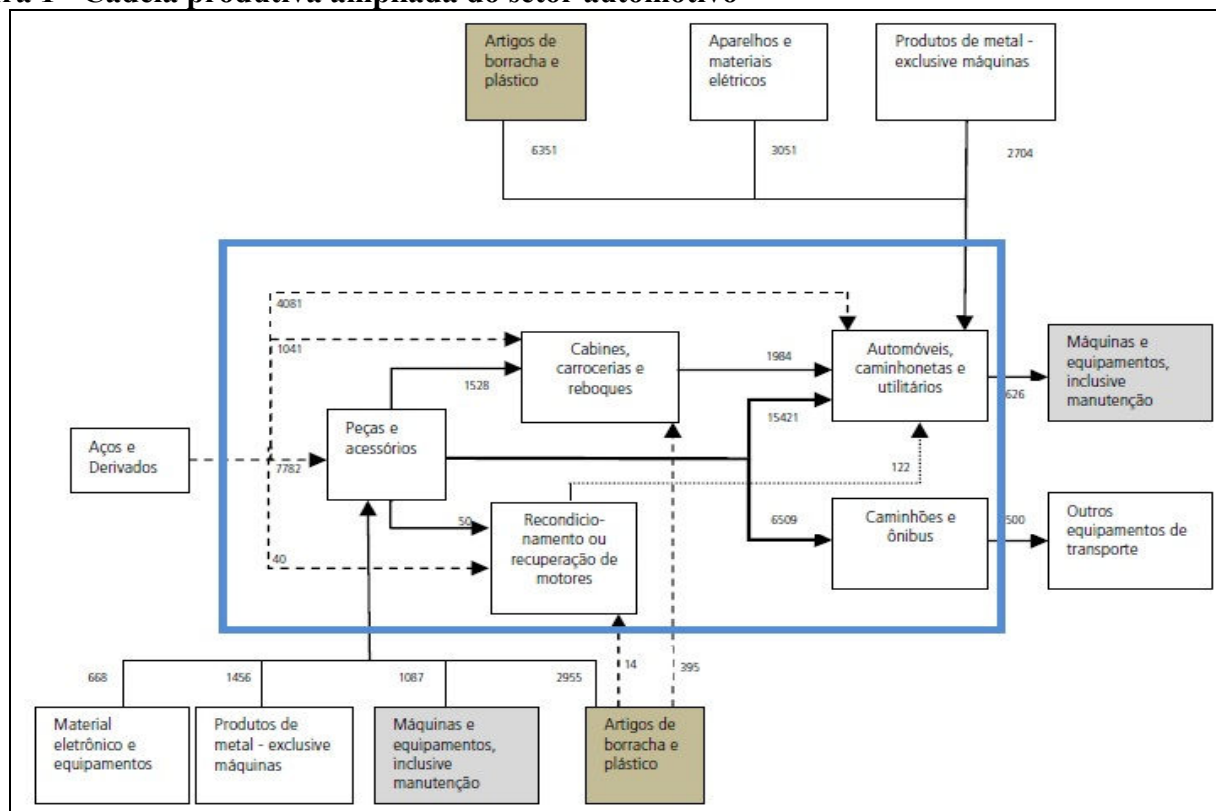 ra 1 - Cadeia produtiva ampliada do setor automotivo
Artigos de
borracha e
plástico
Aparelhos e
materiais
elétricos
Produtos de metal -
exclusive máquinas
6351
3051
2704
4081
1041
1528
Cabines,
carrocerias e
reboques
1984
Automóveis,
caminhonetas e
utilitários
626
Máquinas e
equipamentos,
inclusive
manutenção
15421
Aços e
Derivados
7782
Peças e
acessórios
122
50
40
Recondicio-
namento ou
recuperação de
motores
6509
Caminhões e
ônibus
500
Outros
equipamentos de
transporte
668
1456
1087
2955
14
395
Material
eletrônico e
equipamentos
Produtos de
metal - exclusive
máquinas
Máquinas e
equipamentos,
inclusive
manutenção
Artigos de
borracha e
plástico